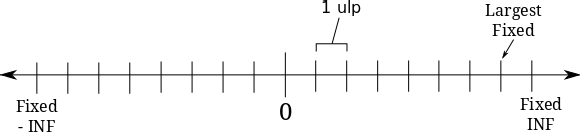 1 ulp
Largest
Fixed
Fixed
- INF
0
Fixed
INF